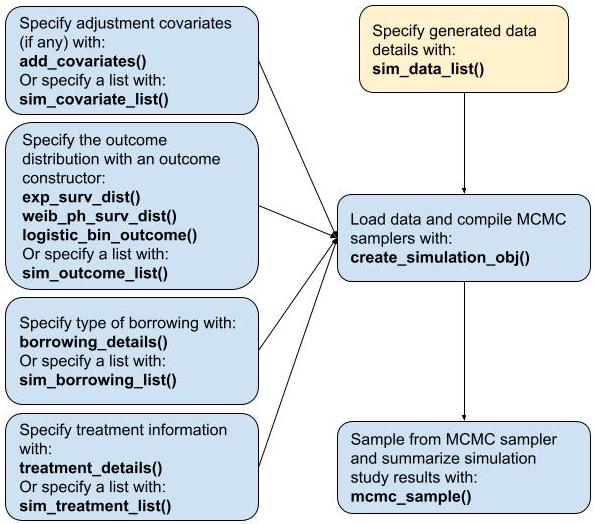 Specify adjustment covariates
(if any) with:
add_covariates()
Or specify a list with:
sim_covariate_list()
Specify the outcome
distribution with an outcome
constructor:
exp_surv_dist()
weib_ph_surv_dist()
logistic_bin_outcome()
Or specify a list with:
sim_outcome_list()
Specify type of borrowing with:
borrowing_details()
Or specify a list with:
sim_borrowing_list()
Specify treatment information
with:
treatment_details()
Or specify a list with:
sim_treatment_list()
Specify generated data
details with:
sim_data_list()
Load data and compile MCMC
samplers with:
create_simulation_obj()
Sample from MCMC sampler
and summarize simulation
study results with:
mcmc_sample()